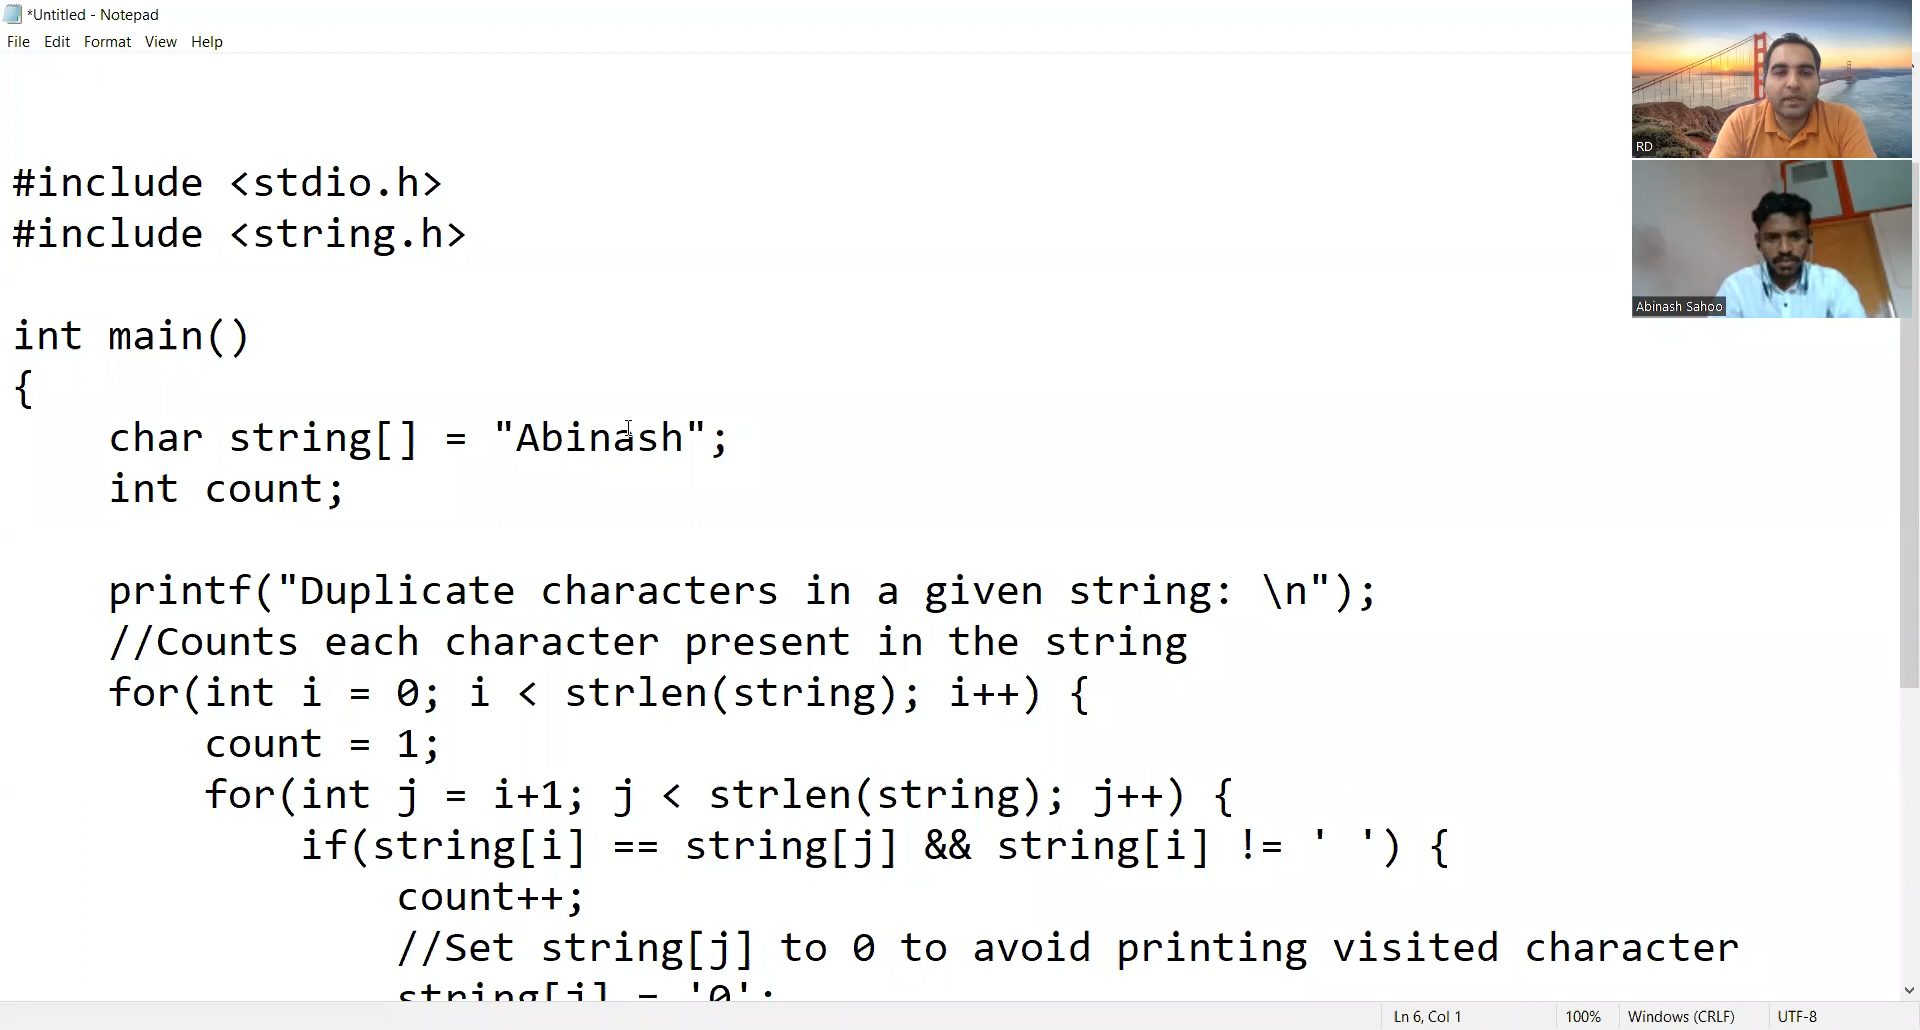 *Untitled - Notepad
File Edit Format View Help
#include <stdio.h>
#include <string.h>
int main()
{
char string[] = "Abinash";
int count;
printf("Duplicate characters in a given string: \n");
//Counts each character present in the string
for(int i = 0; i < strlen(string); i++) {
count = 1;
for(int j = i+1; j < strlen(string); j++) {
if(string[i] == string[j] && string[i] != ' ') {
count++;
//Set string[j] to 0 to avoid printing visited character
string[j] = '0';
RD
Abinash Sahoo
Ln 6, Col 1 100% Windows (CRLF) UTF-8